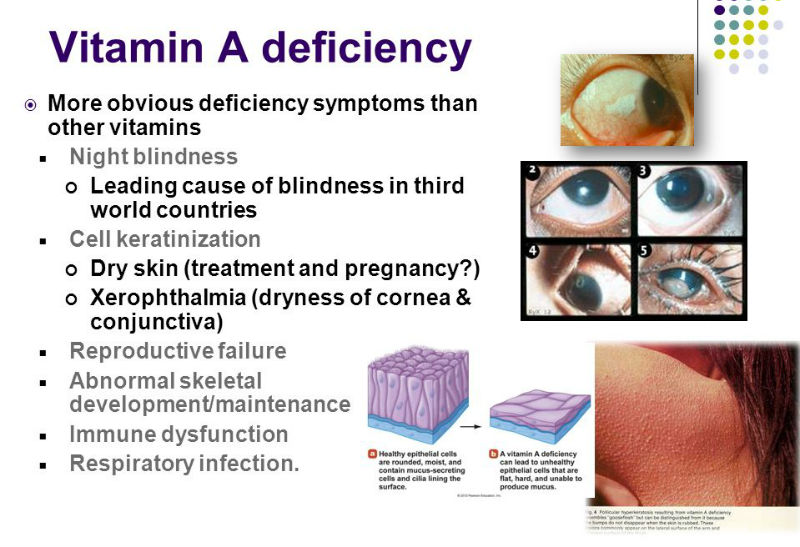 Vitamin A deficiency
More obvious deficiency symptoms than
other vitamins
Night blindness
Leading cause of blindness in third
world countries
Cell keratinization
Dry skin (treatment and pregnancy?)
Xerophthalmia (dryness of cornea &
conjunctiva)
Reproductive failure
Abnormal skeletal
development/maintenance
Immune dysfunction
Respiratory infection.
2
3
4
5
a Healthy epithelial cells
are rounded, moist, and
contain mucus-secreting
cells and cilia lining the
surface.
b A vitamin A deficiency
can lead to unhealthy
epithelial cells that are
flat, hard, and unable to
produce mucus.
Fig. 4 Follicular hyperkeratosis resulting from vitamin A deficiency
resembles "gooseflesh" but can be distinguished from it because
the bumps do not disappear when the skin is rubbed. These
commonly appear on the lateral surface of the arm and